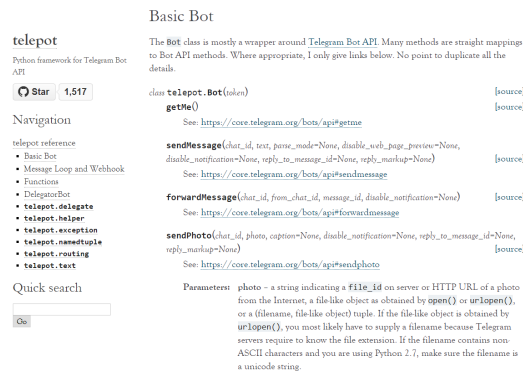 telepot
Python framework for Telegram Bot
API
Star 1,517
Navigation
telepot reference
Basic Bot
Message Loop and Webhook
Functions
DelegatorBot
telepot.delegate
telepot.helper
telepot.exception
telepot.namedtuple
telepot.routing
telepot.text
Quick search
Go
Basic Bot
The Bot class is mostly a wrapper around Telegram Bot API. Many methods are straight mappings
to Bot API methods. Where appropriate, I only give links below. No point to duplicate all the
details.
class telepot.Bot(token) [source]
getMe() [source]
See: https://core.telegram.org/bots/api#getme
sendMessage(chat_id, text, parse_mode=None, disable_web_page_preview=None,
disable_notification=None, reply_to_message_id=None, reply_markup=None) [source]
See: https://core.telegram.org/bots/api#sendmessage
forwardMessage(chat_id, from_chat_id, message_id, disable_notification=None) [source]
See: https://core.telegram.org/bots/api#forwardmessage
sendPhoto(chat_id, photo, caption=None, disable_notification=None, reply_to_message_id=None,
reply_markup=None) [source]
See: https://core.telegram.org/bots/api#sendphoto
Parameters: photo – a string indicating a file_id on server or HTTP URL of a photo
from the Internet, a file-like object as obtained by open() or urlopen(),
or a (filename, file-like object) tuple. If the file-like object is obtained by
urlopen(), you most likely have to supply a filename because Telegram
servers require to know the file extension. If the filename contains non-
ASCII characters and you are using Python 2.7, make sure the filename is
a unicode string.